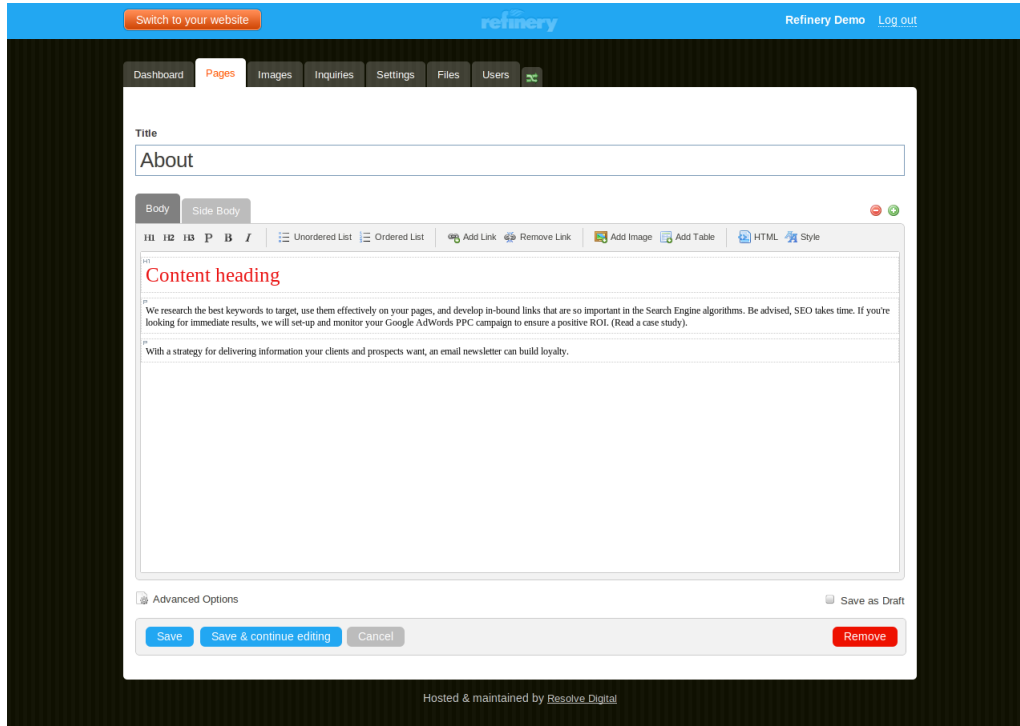 Switch to your website refinery Refinery Demo Log out
Dashboard Pages Images Inquiries Settings Files Users
Title
About
Body Side Body
H1 H2 H3 P B I Unordered List Ordered List Add Link Remove Link Add Image Add Table HTML Style
H1
Content heading
P
We research the best keywords to target, use them effectively on your pages, and develop in-bound links that are so important in the Search Engine algorithms. Be advised, SEO takes time. If you're
looking for immediate results, we will set-up and monitor your Google AdWords PPC campaign to ensure a positive ROI. (Read a case study).
P
With a strategy for delivering information your clients and prospects want, an email newsletter can build loyalty.
Advanced Options Save as Draft
Save Save & continue editing Cancel Remove
Hosted & maintained by Resolve Digital